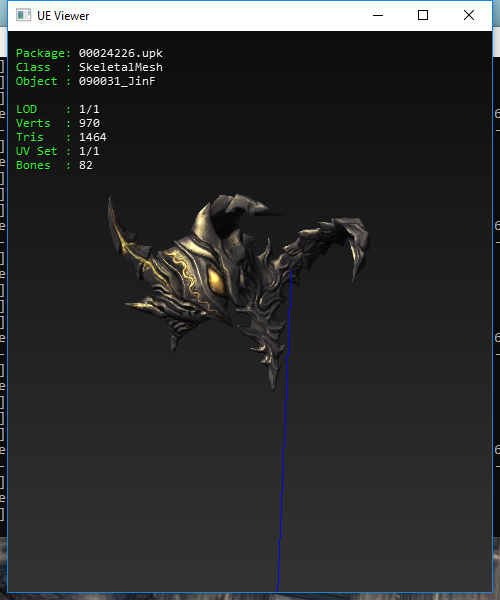 UE Viewer
Package: 00024226.upk
Class : SkeletalMesh
Object : 090031_JinF
LOD : 1/1
Verts : 970
Tris : 1464
UV Set : 1/1
Bones : 82